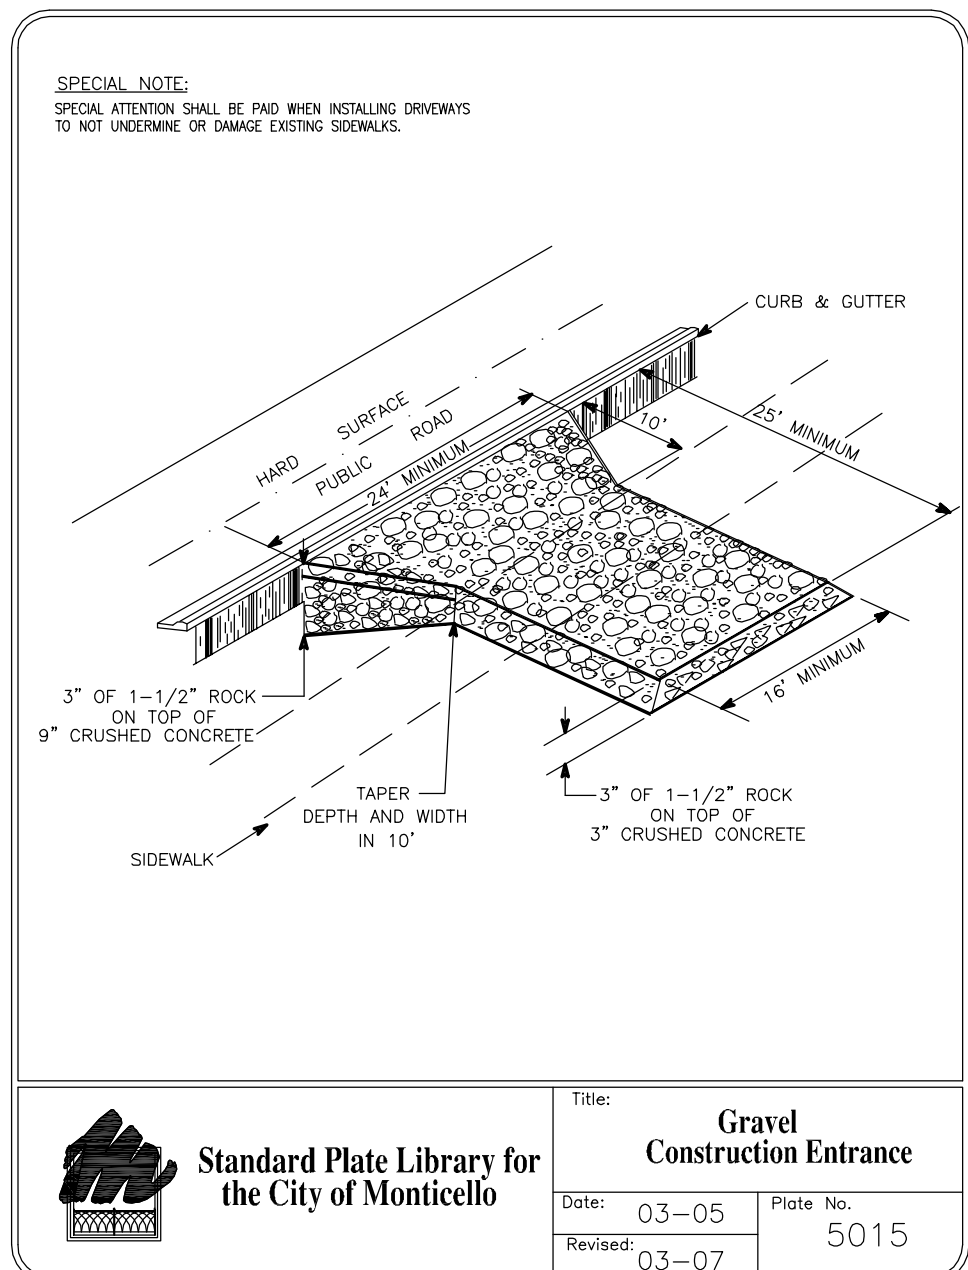 SPECIAL NOTE:
SPECIAL ATTENTION SHALL BE PAID WHEN INSTALLING DRIVEWAYS
TO NOT UNDERMINE OR DAMAGE EXISTING SIDEWALKS.
CURB & GUTTER
HARD SURFACE
PUBLIC ROAD
24' MINIMUM
10'
25' MINIMUM
16' MINIMUM
3" OF 1-1/2" ROCK
ON TOP OF
9" CRUSHED CONCRETE
TAPER
DEPTH AND WIDTH
IN 10'
3" OF 1-1/2" ROCK
ON TOP OF
3" CRUSHED CONCRETE
SIDEWALK
Standard Plate Library for
the City of Monticello
Title:
Gravel
Construction Entrance
Date: 03-05
Revised: 03-07
Plate No.
5015